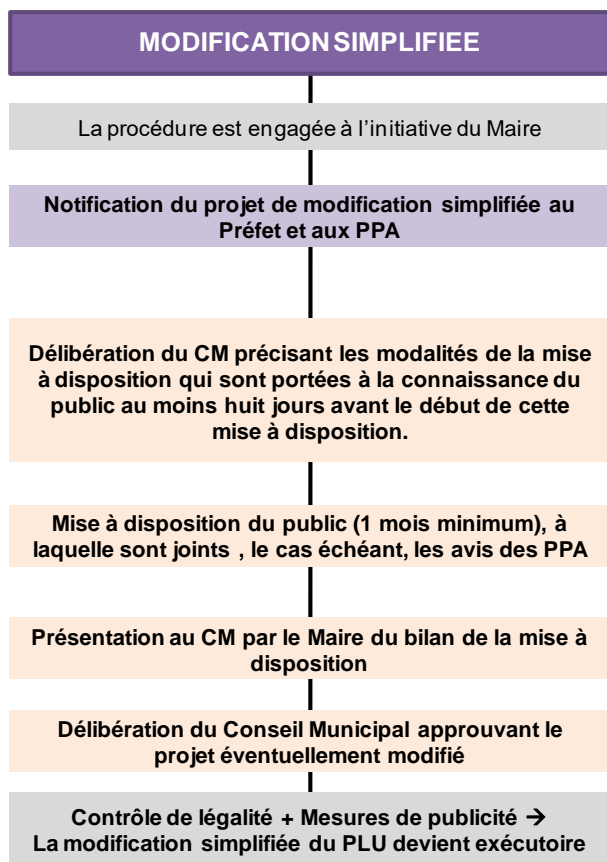 MODIFICATION SIMPLIFIEE
La procédure est engagée à l'initiative du Maire
Notification du projet de modification simplifiée au
Préfet et aux PPA
Délibération du CM précisant les modalités de la mise
à disposition qui sont portées à la connaissance du
public au moins huit jours avant le début de cette
mise à disposition.
Mise à disposition du public (1 mois minimum), à
laquelle sont joints , le cas échéant, les avis des PPA
Présentation au CM par le Maire du bilan de la mise à
disposition
Délibération du Conseil Municipal approuvant le
projet éventuellement modifié
Contrôle de légalité + Mesures de publicité →
La modification simplifiée du PLU devient exécutoire